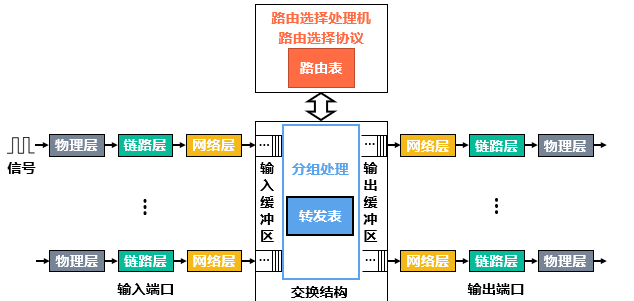 路由选择处理机
路由选择协议
路由表
信号
物理层 链路层 网络层 ... ... 网络层 链路层 物理层
输入缓冲区
分组处理
转发表
输出缓冲区
物理层 链路层 网络层 ... ... 网络层 链路层 物理层
输入端口
交换结构
输出端口